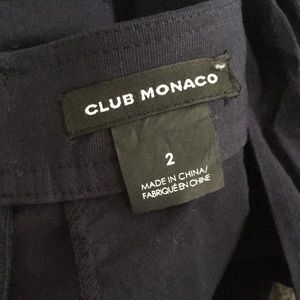 CLUB MONACO
2
MADE IN CHINA/
FABRIQUÉ EN CHINE